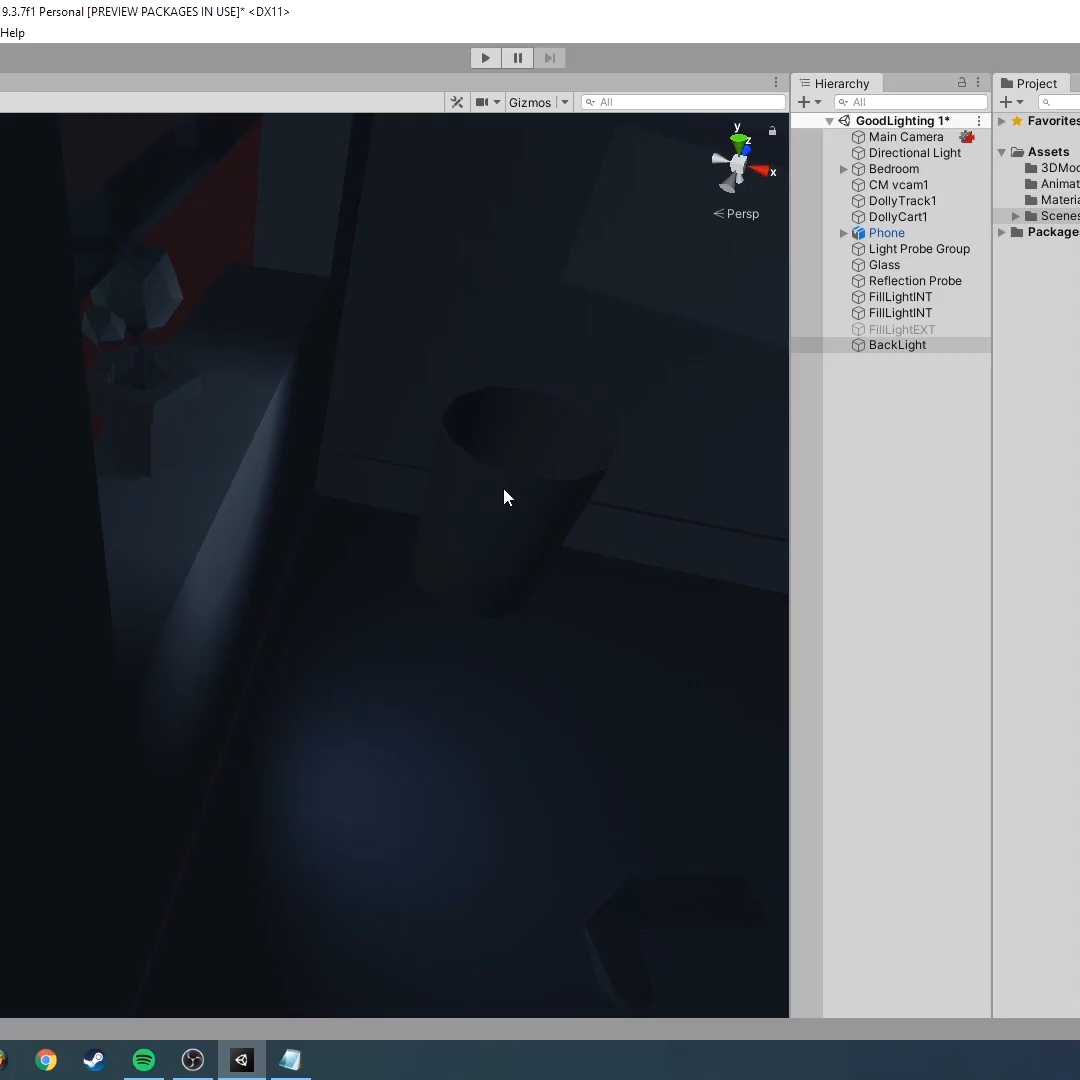 9.3.7f1 Personal [PREVIEW PACKAGES IN USE]* <DX11>
Help
Hierarchy
Project
Gizmos
All
All
GoodLighting 1*
Favorites
Main Camera
Directional Light
Assets
Bedroom
3DMoc
CM vcam1
Animat
DollyTrack1
Materia
DollyCart1
Scenes
Phone
Package
Light Probe Group
Glass
Reflection Probe
FillLightINT
FillLightINT
FillLightEXT
BackLight
y
z
x
Persp